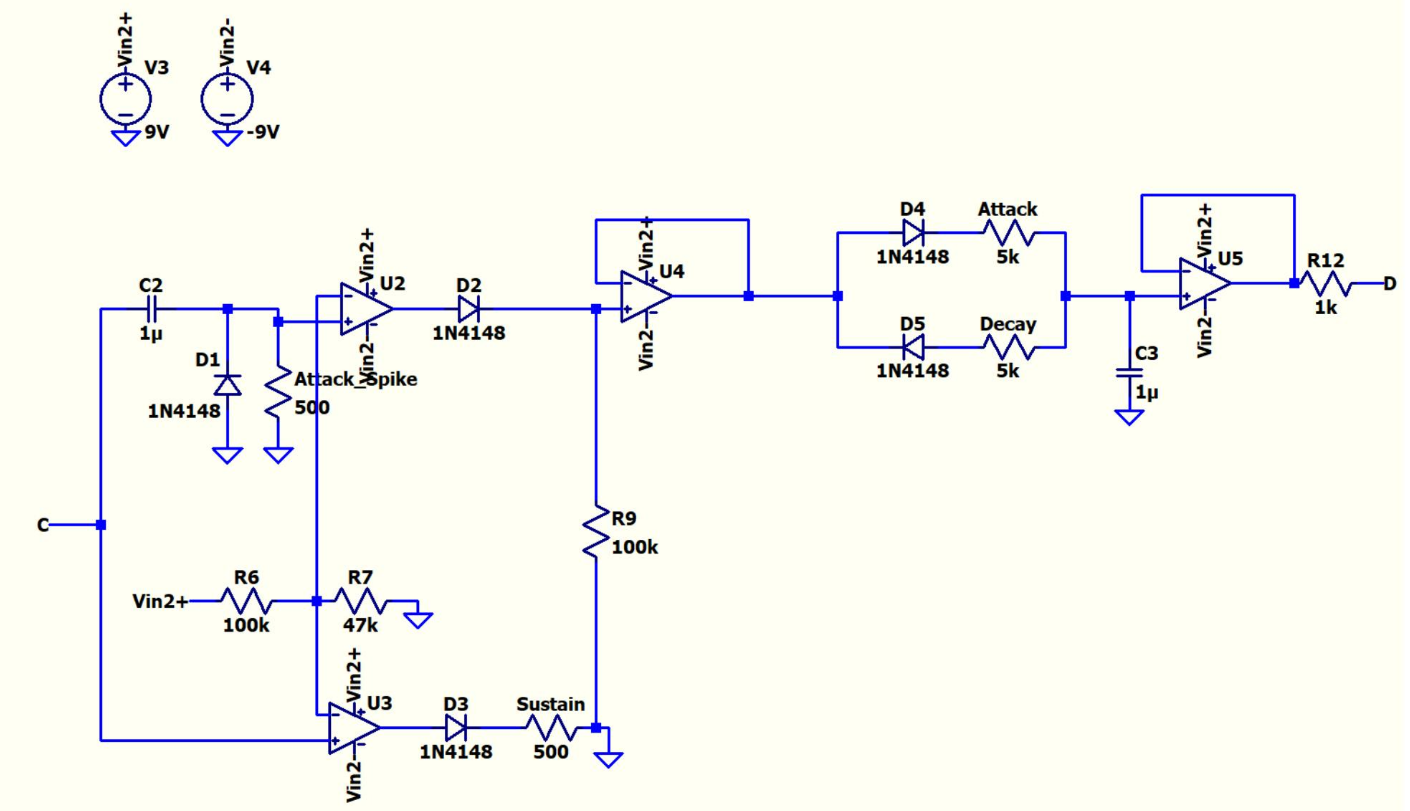 Vin2+
Vin2-
V3
V4
9V
-9V
C2
1µ
D1
1N4148
Attack_Spike
500
Vin2+
U2
Vin2-
D2
1N4148
Vin2+
U4
Vin2-
D4
1N4148
Attack
5k
D5
1N4148
Decay
5k
Vin2+
U5
Vin2-
R12
1k
D
C3
1µ
C
R9
100k
Vin2+
R6
100k
R7
47k
Vin2+
U3
Vin2-
D3
1N4148
Sustain
500